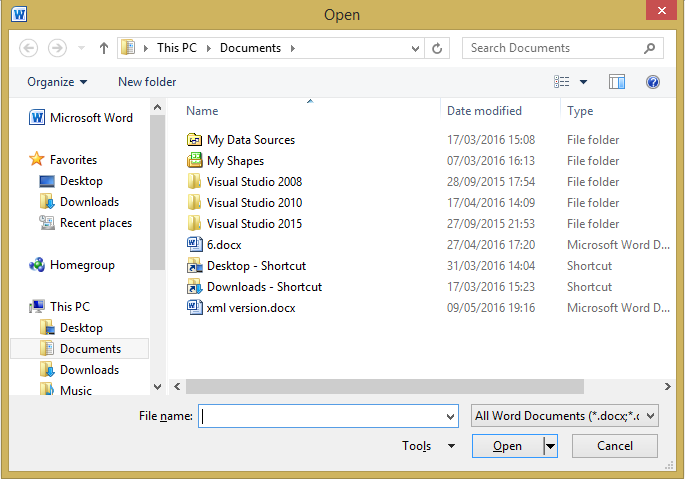 Open
This PC Documents Search Documents
Organize New folder
Microsoft Word
Favorites
Desktop
Downloads
Recent places
Homegroup
This PC
Desktop
Documents
Downloads
Music
Name Date modified Type
My Data Sources 17/03/2016 15:08 File folder
My Shapes 07/03/2016 16:13 File folder
Visual Studio 2008 28/09/2015 17:54 File folder
Visual Studio 2010 17/04/2016 14:09 File folder
Visual Studio 2015 27/09/2015 21:53 File folder
6.docx 27/04/2016 17:20 Microsoft Word D...
Desktop - Shortcut 31/03/2016 14:04 Shortcut
Downloads - Shortcut 17/03/2016 15:23 Shortcut
xml version.docx 09/05/2016 19:16 Microsoft Word D...
File name: All Word Documents (*.docx;*.c
Tools Open Cancel